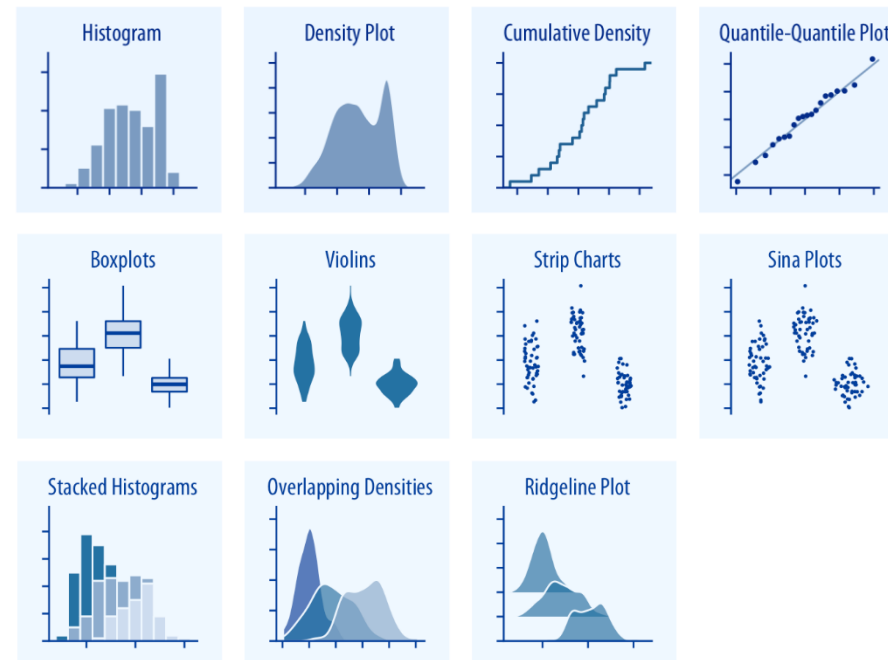 Histogram
Density Plot
Cumulative Density
Quantile-Quantile Plot
Boxplots
Violins
Strip Charts
Sina Plots
Stacked Histograms
Overlapping Densities
Ridgeline Plot